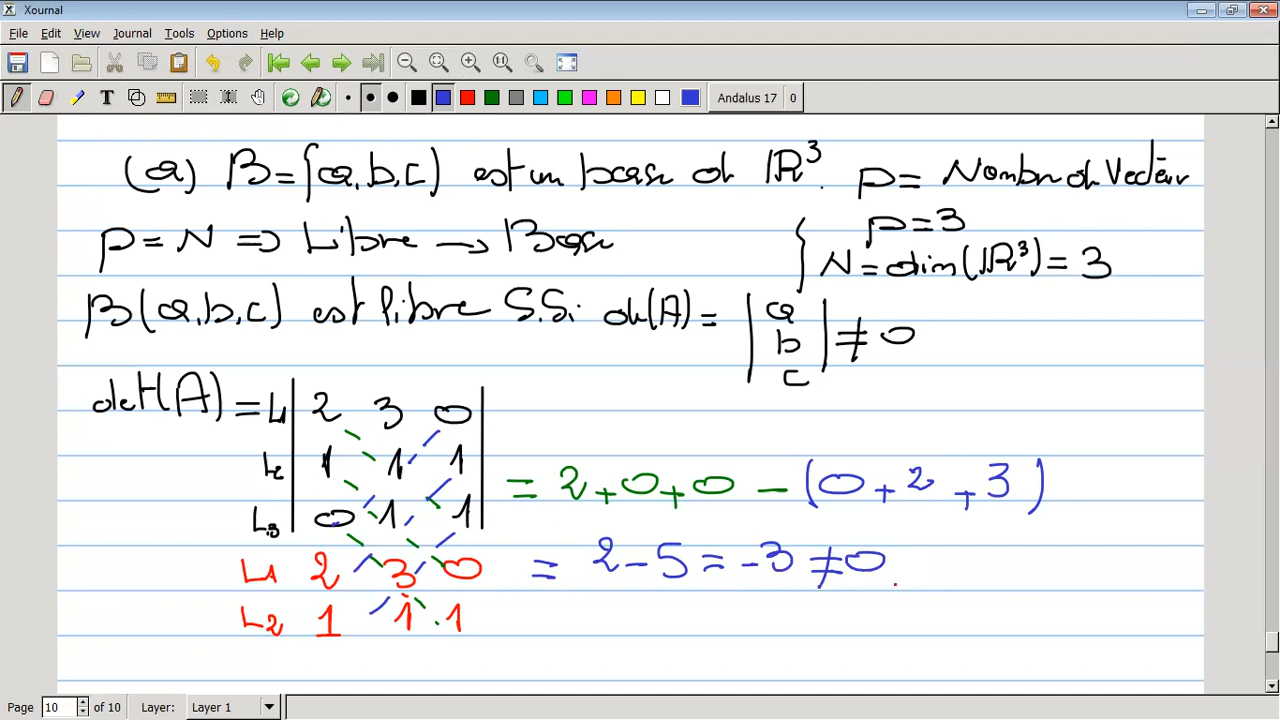 Xournal
File Edit View Journal Tools Options Help
Andalus 17 0
(a) B={a,b,c} est un base de ℝ³. P = Nombre de Vecteur
P=3
P = N ⇒ Libre → Base
N = dim(ℝ³) = 3
B(a,b,c) est libre S.Si det(A) = | a b c | ≠ 0
det(A) = L1 | 2 3 0 |
L2 | 1 1 1 | = 2+0+0 - (0+2+3)
L3 | 0 1 1 |
L1 2 3 0 = 2-5 = -3 ≠ 0
L2 1 1 1
Page 10 of 10 Layer: Layer 1